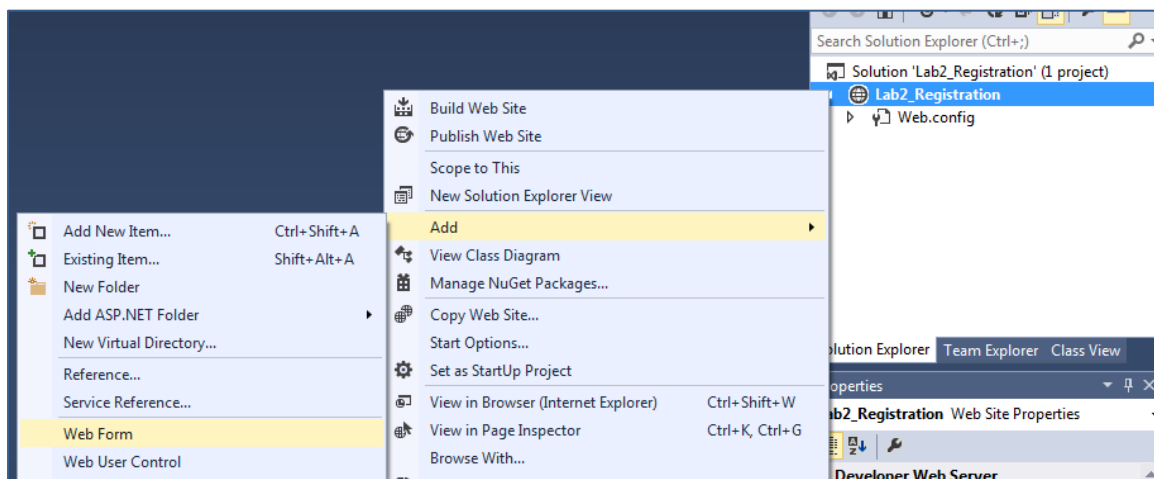 Search Solution Explorer (Ctrl+;)
Solution 'Lab2_Registration' (1 project)
Lab2_Registration
Web.config
Build Web Site
Publish Web Site
Scope to This
New Solution Explorer View
Add
View Class Diagram
Manage NuGet Packages...
Copy Web Site...
Start Options...
Set as StartUp Project
View in Browser (Internet Explorer) Ctrl+Shift+W
View in Page Inspector Ctrl+K, Ctrl+G
Browse With...
Add New Item... Ctrl+Shift+A
Existing Item... Shift+Alt+A
New Folder
Add ASP.NET Folder
New Virtual Directory...
Reference...
Service Reference...
Web Form
Web User Control
olution Explorer Team Explorer Class View
operties
ab2_Registration Web Site Properties
Developer Web Server